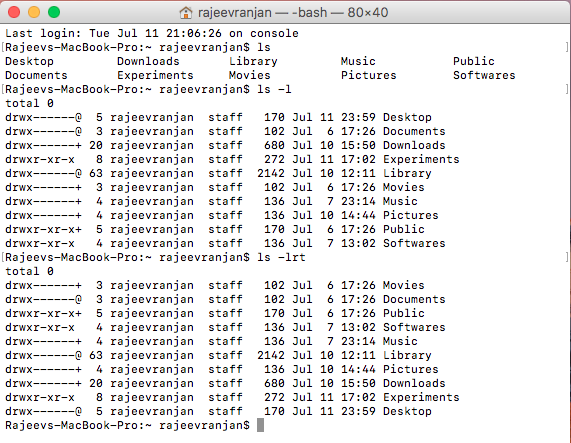 rajeevranjan — -bash — 80×40
Last login: Tue Jul 11 21:06:26 on console
[Rajeevs-MacBook-Pro:~ rajeevranjan$ ls ]
Desktop Downloads Library Music Public
Documents Experiments Movies Pictures Softwares
[Rajeevs-MacBook-Pro:~ rajeevranjan$ ls -l ]
total 0
drwx------@  5 rajeevranjan  staff   170 Jul 11 23:59 Desktop
drwx------@  3 rajeevranjan  staff   102 Jul  6 17:26 Documents
drwx------+ 20 rajeevranjan  staff   680 Jul 10 15:50 Downloads
drwxr-xr-x   8 rajeevranjan  staff   272 Jul 11 17:02 Experiments
drwx------@ 63 rajeevranjan  staff  2142 Jul 10 12:11 Library
drwx------+  3 rajeevranjan  staff   102 Jul  6 17:26 Movies
drwx------+  4 rajeevranjan  staff   136 Jul  7 23:14 Music
drwx------+  4 rajeevranjan  staff   136 Jul 10 14:44 Pictures
drwxr-xr-x+  5 rajeevranjan  staff   170 Jul  6 17:26 Public
drwxr-xr-x   4 rajeevranjan  staff   136 Jul  7 13:02 Softwares
[Rajeevs-MacBook-Pro:~ rajeevranjan$ ls -lrt ]
total 0
drwx------+  3 rajeevranjan  staff   102 Jul  6 17:26 Movies
drwx------@  3 rajeevranjan  staff   102 Jul  6 17:26 Documents
drwxr-xr-x+  5 rajeevranjan  staff   170 Jul  6 17:26 Public
drwxr-xr-x   4 rajeevranjan  staff   136 Jul  7 13:02 Softwares
drwx------+  4 rajeevranjan  staff   136 Jul  7 23:14 Music
drwx------@ 63 rajeevranjan  staff  2142 Jul 10 12:11 Library
drwx------+  4 rajeevranjan  staff   136 Jul 10 14:44 Pictures
drwx------+ 20 rajeevranjan  staff   680 Jul 10 15:50 Downloads
drwxr-xr-x   8 rajeevranjan  staff   272 Jul 11 17:02 Experiments
drwx------@  5 rajeevranjan  staff   170 Jul 11 23:59 Desktop
Rajeevs-MacBook-Pro:~ rajeevranjan$